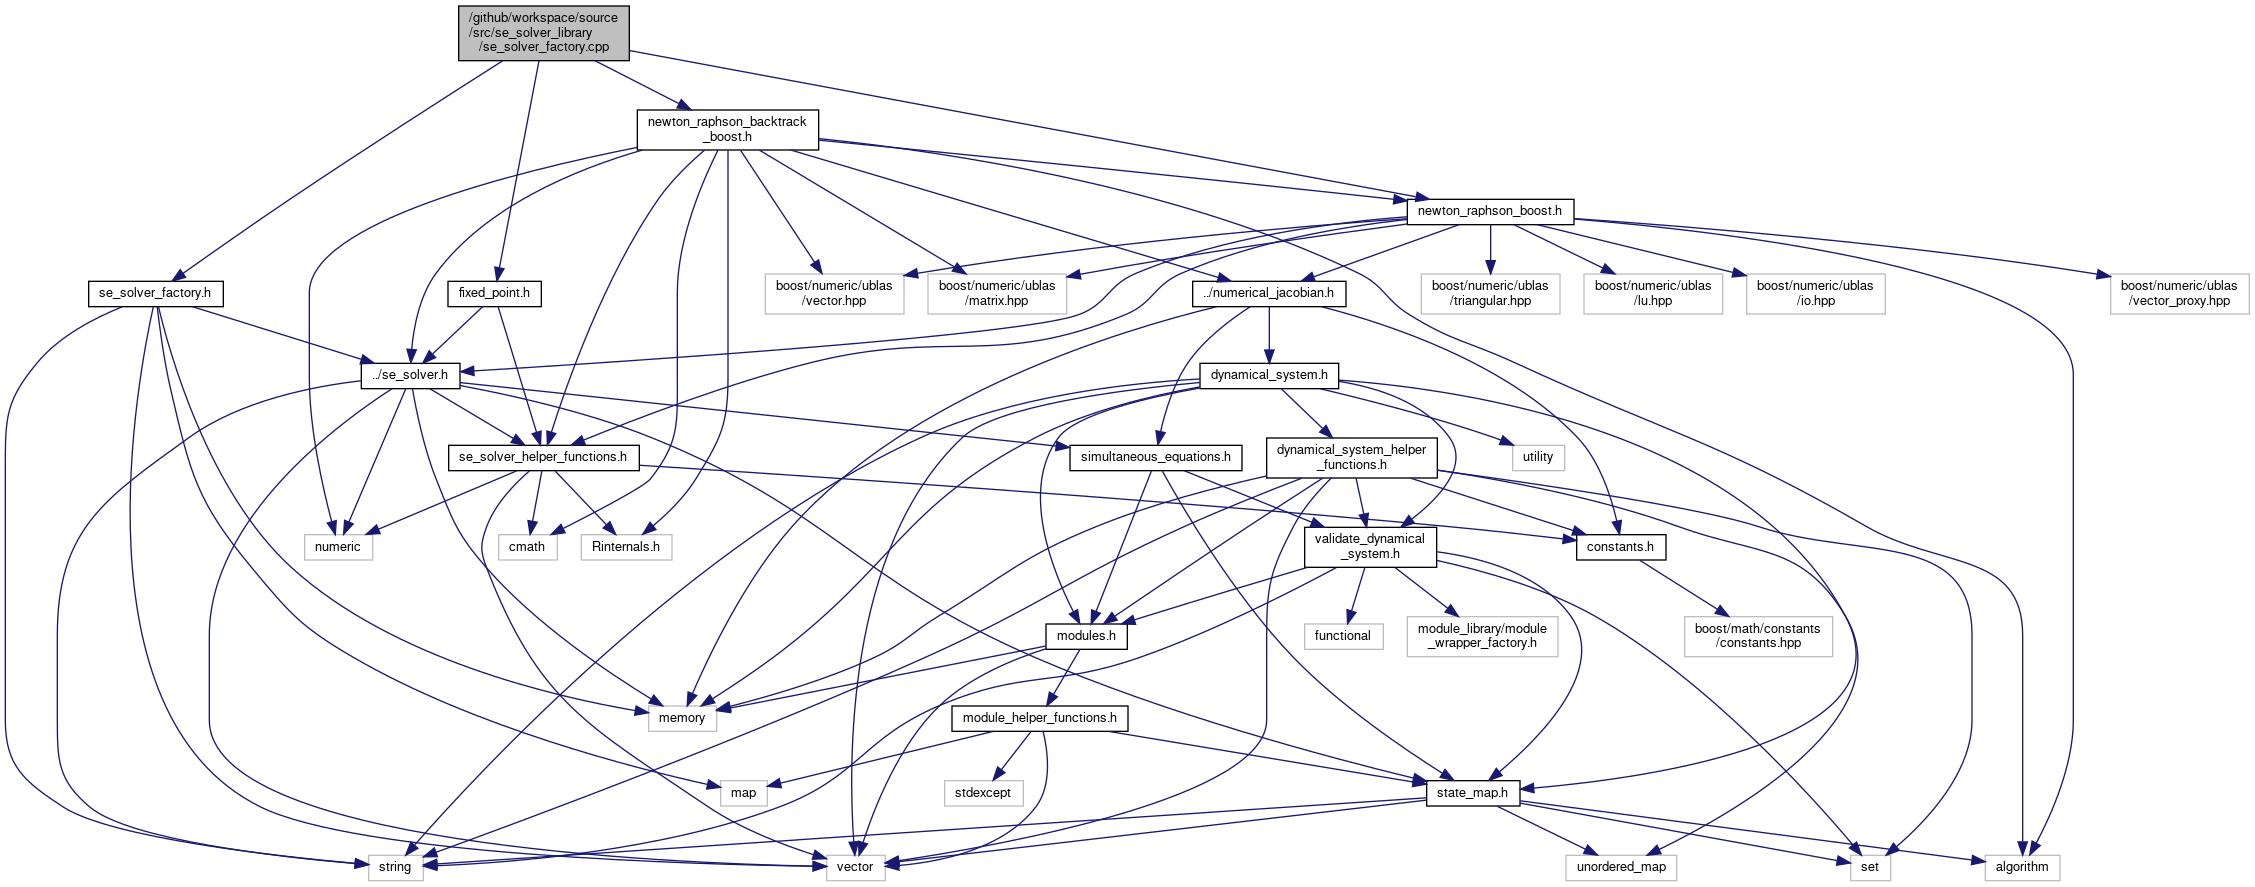 /github/workspace/source
/src/se_solver_library
/se_solver_factory.cpp
newton_raphson_backtrack
_boost.h
newton_raphson_boost.h
se_solver_factory.h
fixed_point.h
boost/numeric/ublas
/vector.hpp
boost/numeric/ublas
/matrix.hpp
../numerical_jacobian.h
boost/numeric/ublas
/triangular.hpp
boost/numeric/ublas
/lu.hpp
boost/numeric/ublas
/io.hpp
boost/numeric/ublas
/vector_proxy.hpp
../se_solver.h
dynamical_system.h
se_solver_helper_functions.h
simultaneous_equations.h
dynamical_system_helper
_functions.h
utility
numeric
cmath
Rinternals.h
validate_dynamical
_system.h
constants.h
modules.h
functional
module_library/module
_wrapper_factory.h
boost/math/constants
/constants.hpp
memory
module_helper_functions.h
map
stdexcept
state_map.h
string
vector
unordered_map
set
algorithm